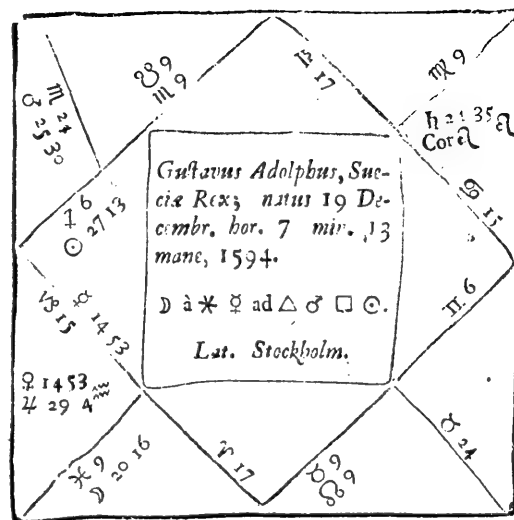 ☋ 9
♏ 9
♎ 17
♍ 9
♏ 24
♂ 25 30
♄ 21 35 ♌
Cor ♌
♐ 6
☉ 27 13
♋ 15
Gustavus Adolphus, Sue-
ciæ Rex; natus 19 De-
cembr. hor. 7 min. 13
mane, 1594.
☽ à ⚹ ☿ ad △ ♂ □ ☉.
Lat. Stockholm.
♑ 15
☿ 14 53
♊ 6
♀ 14 53 ♒
♃ 29 4 ♒
♓ 9
☽ 20 16
♈ 17
♉ 9
☊ 9
♉ 24